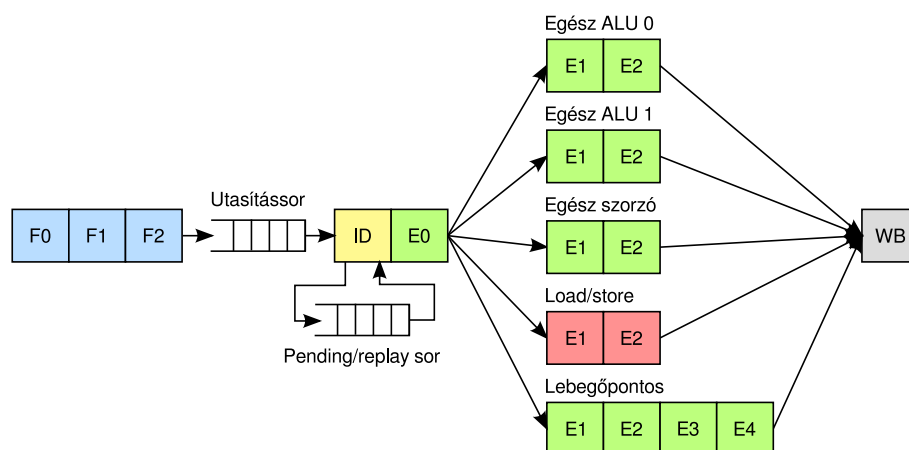 Egész ALU 0
E1 E2
Egész ALU 1
E1 E2
Utasítássor
F0 F1 F2
ID E0
Egész szorzó
E1 E2
WB
Load/store
E1 E2
Pending/replay sor
Lebegőpontos
E1 E2 E3 E4